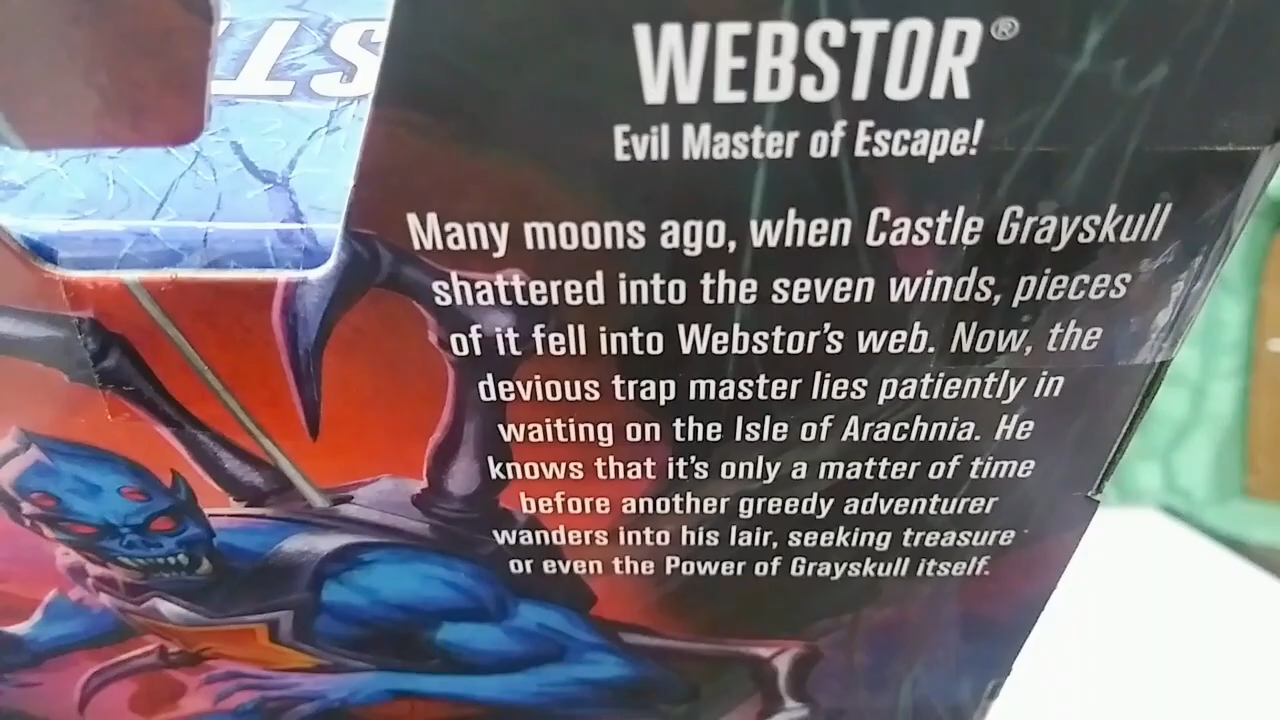 WEBSTOR®
Evil Master of Escape!
Many moons ago, when Castle Grayskull
shattered into the seven winds, pieces
of it fell into Webstor's web. Now, the
devious trap master lies patiently in
waiting on the Isle of Arachnia. He
knows that it's only a matter of time
before another greedy adventurer
wanders into his lair, seeking treasure
or even the Power of Grayskull itself.